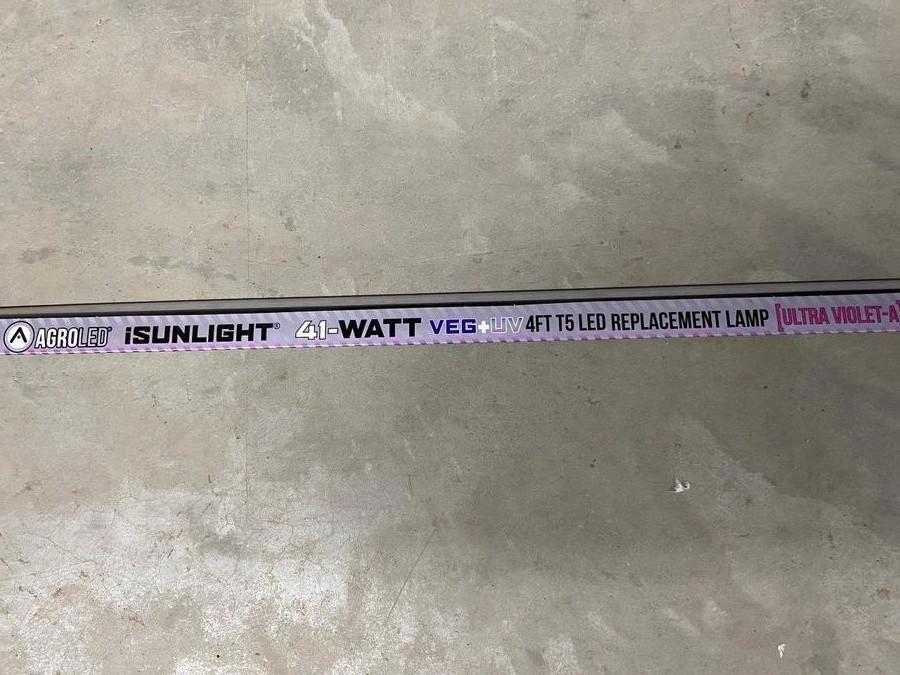 AGROLED® iSUNLIGHT® 41-WATT VEG+UV 4FT T5 LED REPLACEMENT LAMP [ULTRA VIOLET-A]